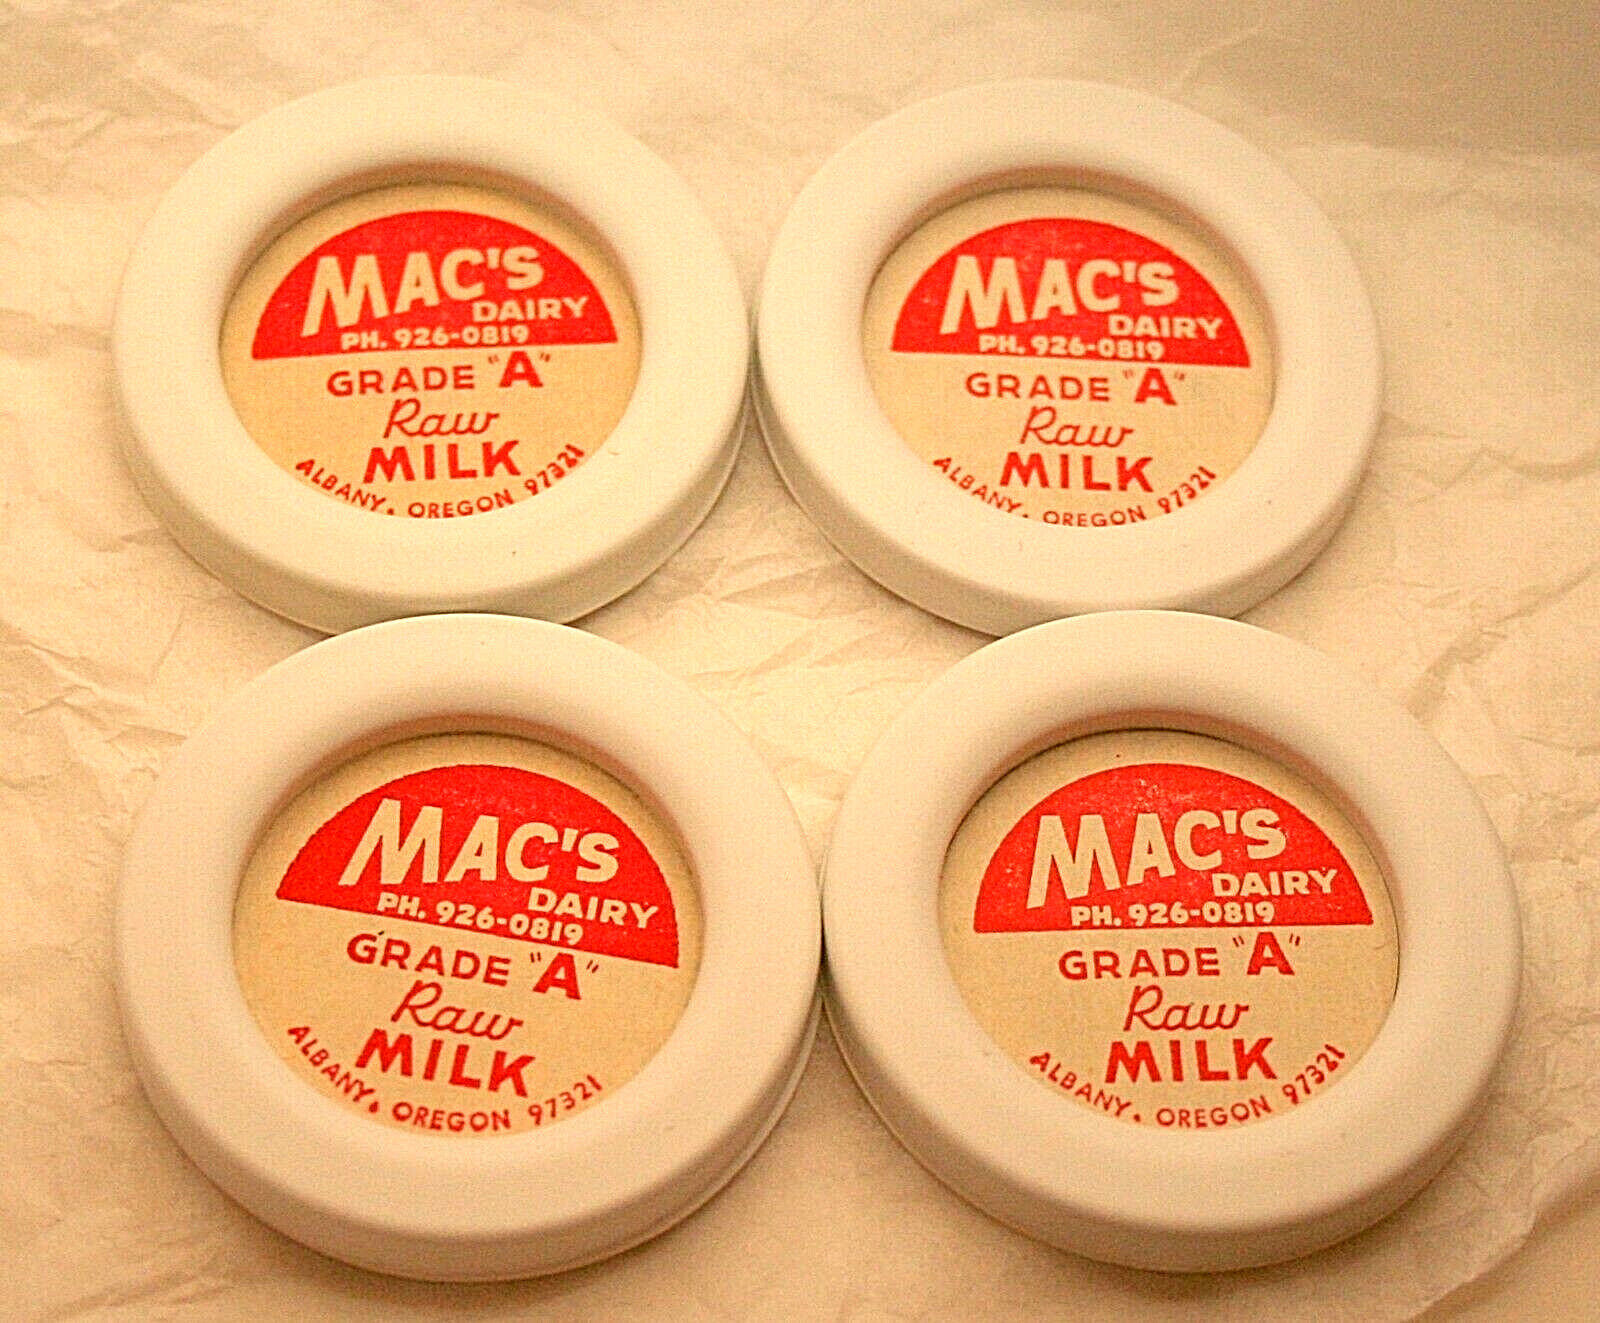 MAC'S
DAIRY
PH. 926-0819
GRADE "A"
Raw
MILK
ALBANY, OREGON 97321
MAC'S
DAIRY
PH. 926-0819
GRADE "A"
Raw
MILK
ALBANY, OREGON 97321
MAC'S
DAIRY
PH. 926-0819
GRADE "A"
Raw
MILK
ALBANY, OREGON 97321
MAC'S
DAIRY
PH. 926-0819
GRADE "A"
Raw
MILK
ALBANY, OREGON 97321